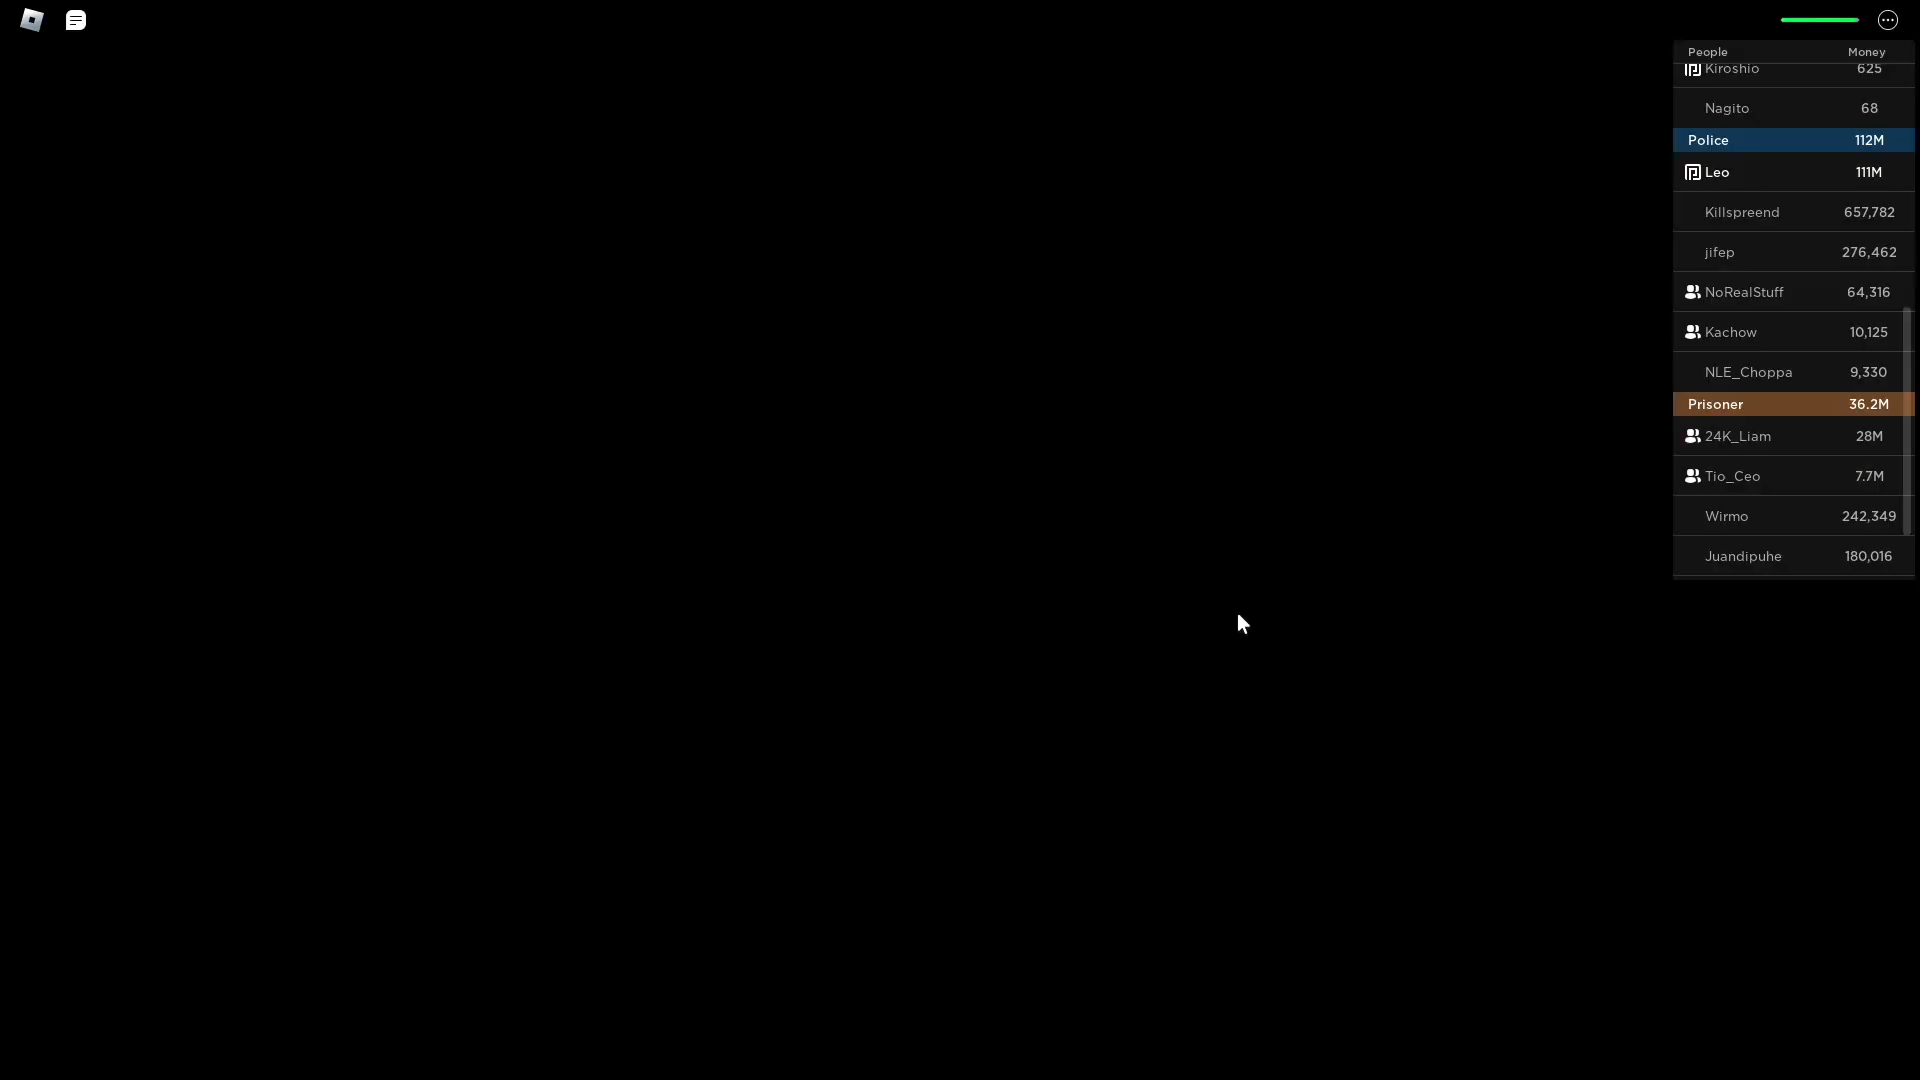 People Money
Kiroshio 625
Nagito 68
Police 112M
Leo 111M
Killspreend 657,782
jifep 276,462
NoRealStuff 64,316
Kachow 10,125
NLE_Choppa 9,330
Prisoner 36.2M
24K_Liam 28M
Tio_Ceo 7.7M
Wirmo 242,349
Juandipuhe 180,016